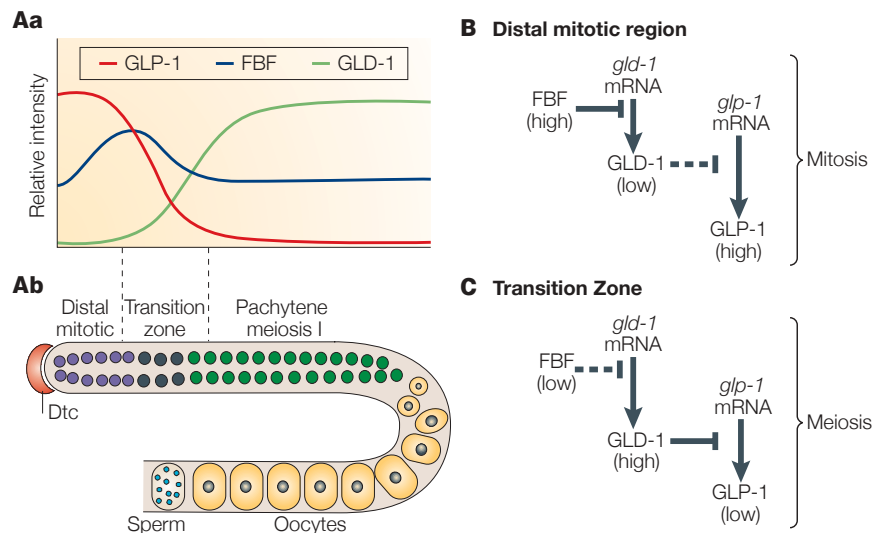 Aa
GLP-1 FBF GLD-1
Relative intensity
Ab
Distal
mitotic
Transition
zone
Pachytene
meiosis I
Dtc
Sperm
Oocytes
B Distal mitotic region
gld-1
mRNA
FBF
(high)
glp-1
mRNA
GLD-1
(low)
Mitosis
GLP-1
(high)
C Transition Zone
gld-1
mRNA
FBF
(low)
glp-1
mRNA
GLD-1
(high)
Meiosis
GLP-1
(low)